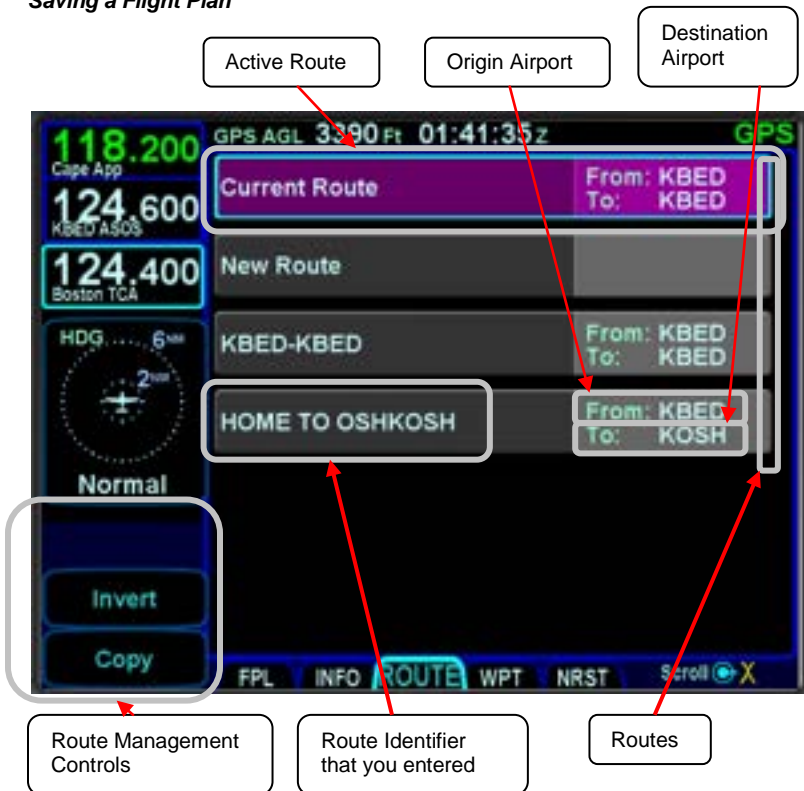 Saving a Flight Plan
Active Route
Origin Airport
Destination
Airport
118.200
Cape App
124.600
KBED ASOS
124.400
Boston TCA
HDG 6NM
2NM
Normal
Invert
Copy
GPS AGL 3390 Ft 01:41:35 Z GPS
Current Route
From: KBED
To: KBED
New Route
KBED-KBED
From: KBED
To: KBED
HOME TO OSHKOSH
From: KBED
To: KOSH
FPL INFO ROUTE WPT NRST Scroll X
Route Management
Controls
Route Identifier
that you entered
Routes